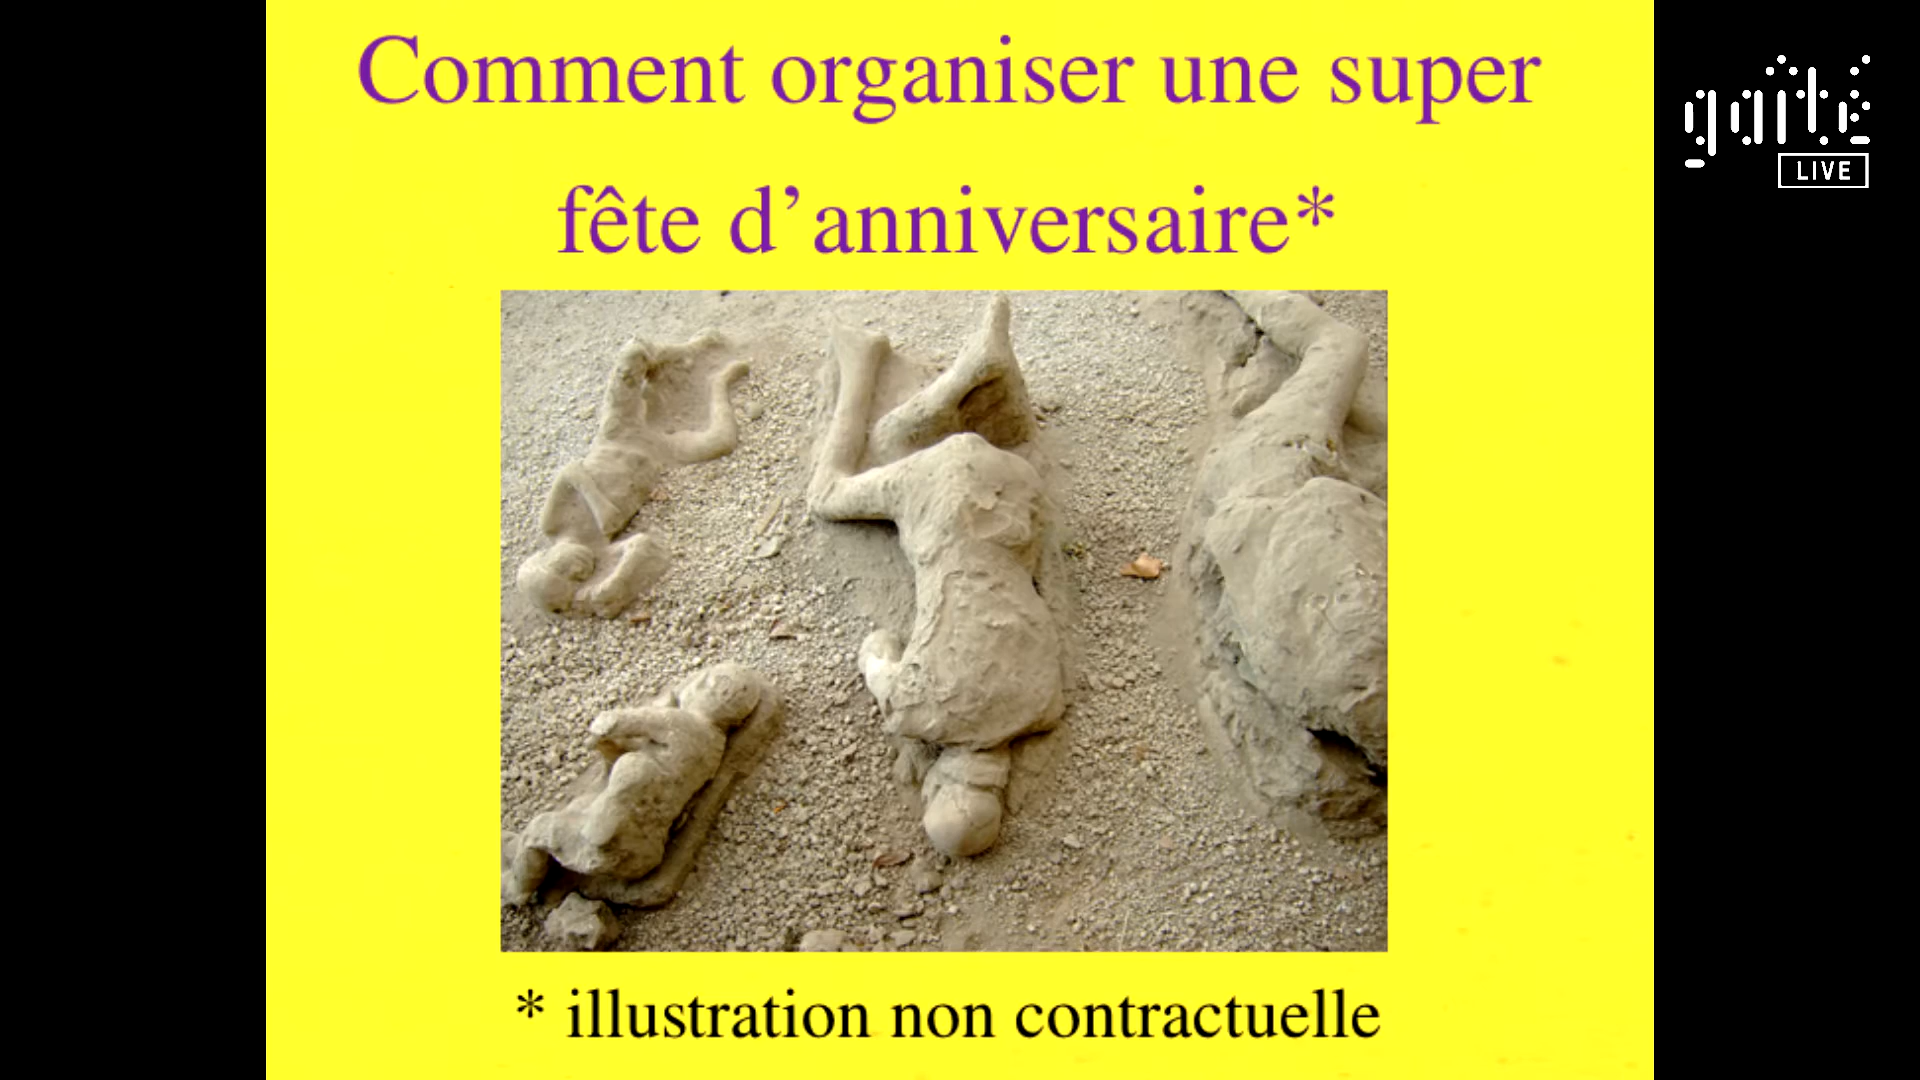 Comment organiser une super
fête d’anniversaire*
gaîté
LIVE
* illustration non contractuelle